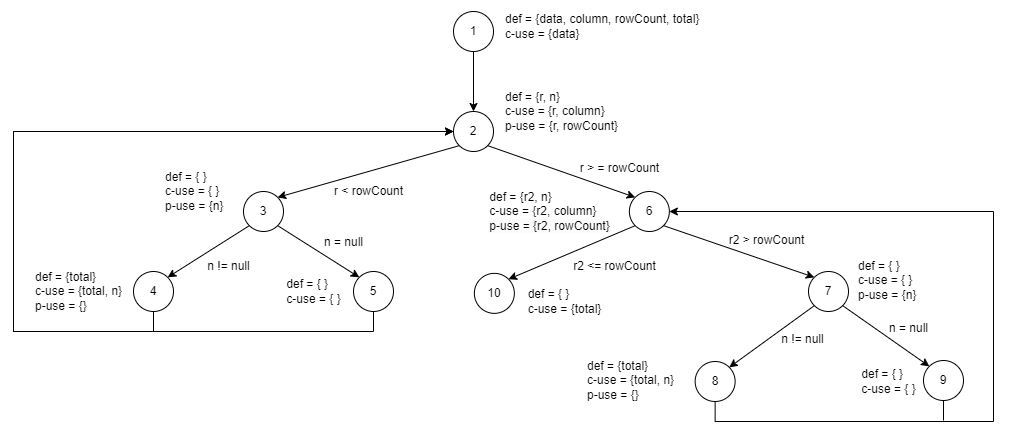 1
def = {data, column, rowCount, total}
c-use = {data}
2
def = {r, n}
c-use = {r, column}
p-use = {r, rowCount}
r < rowCount
r > = rowCount
def = { }
c-use = { }
p-use = {n}
3
n != null
n = null
def = {total}
c-use = {total, n}
p-use = {}
4
def = { }
c-use = { }
5
def = {r2, n}
c-use = {r2, column}
p-use = {r2, rowCount}
6
r2 <= rowCount
r2 > rowCount
10
def = { }
c-use = {total}
7
def = { }
c-use = { }
p-use = {n}
n != null
n = null
def = {total}
c-use = {total, n}
p-use = {}
8
def = { }
c-use = { }
9